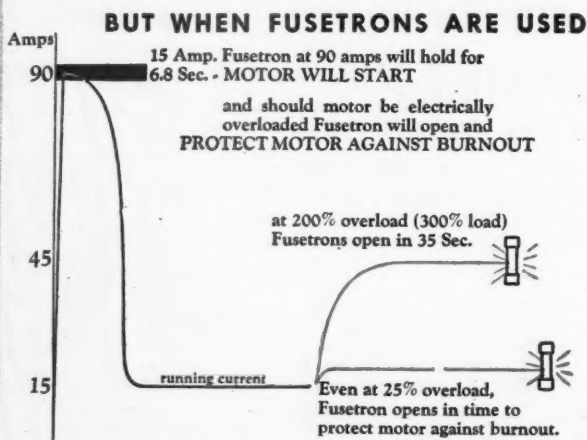 BUT WHEN FUSETRONS ARE USED
Amps
90
15 Amp. Fusetron at 90 amps will hold for
6.8 Sec. - MOTOR WILL START
and should motor be electrically
overloaded Fusetron will open and
PROTECT MOTOR AGAINST BURNOUT
at 200% overload (300% load)
Fusetrons open in 35 Sec.
45
running current
15
Even at 25% overload,
Fusetron opens in time to
protect motor against burnout.